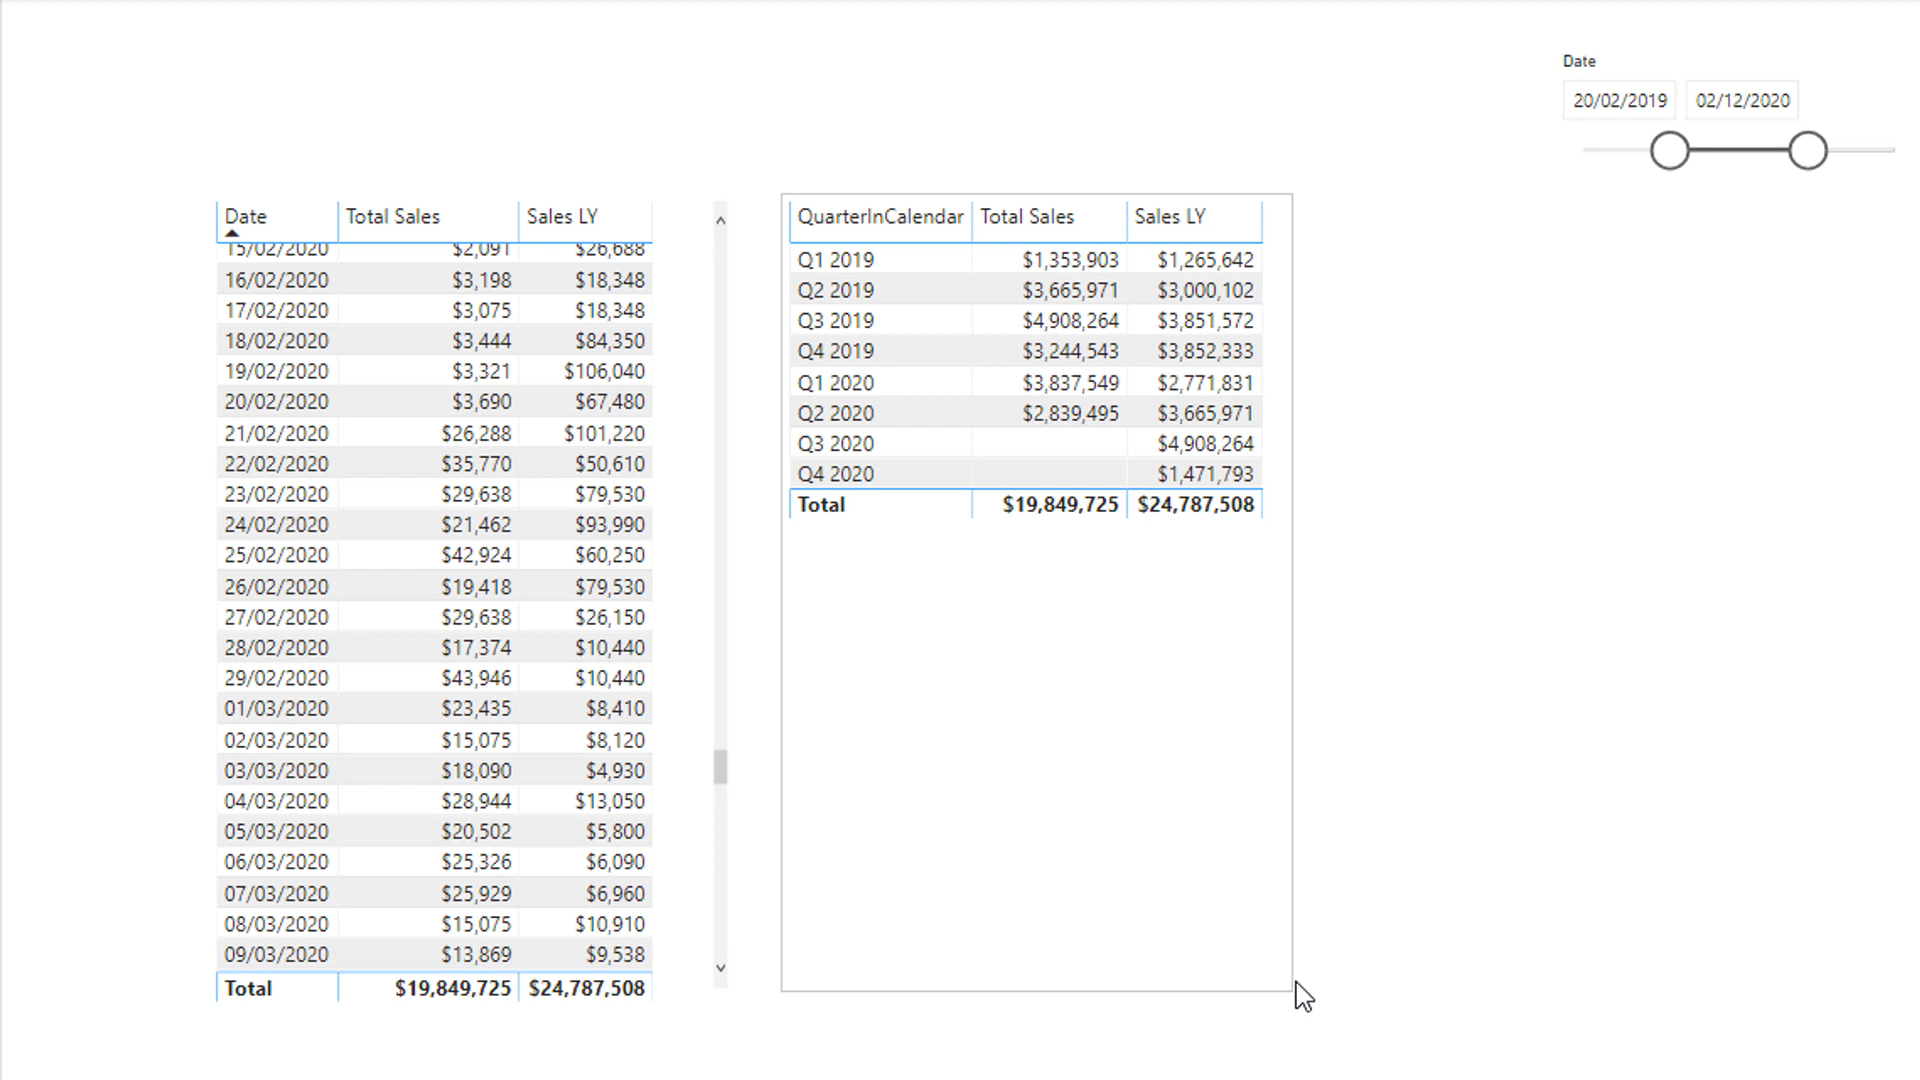 Date
20/02/2019 02/12/2020
Date Total Sales Sales LY
15/02/2020 $2,091 $26,688
16/02/2020 $3,198 $18,348
17/02/2020 $3,075 $18,348
18/02/2020 $3,444 $84,350
19/02/2020 $3,321 $106,040
20/02/2020 $3,690 $67,480
21/02/2020 $26,288 $101,220
22/02/2020 $35,770 $50,610
23/02/2020 $29,638 $79,530
24/02/2020 $21,462 $93,990
25/02/2020 $42,924 $60,250
26/02/2020 $19,418 $79,530
27/02/2020 $29,638 $26,150
28/02/2020 $17,374 $10,440
29/02/2020 $43,946 $10,440
01/03/2020 $23,435 $8,410
02/03/2020 $15,075 $8,120
03/03/2020 $18,090 $4,930
04/03/2020 $28,944 $13,050
05/03/2020 $20,502 $5,800
06/03/2020 $25,326 $6,090
07/03/2020 $25,929 $6,960
08/03/2020 $15,075 $10,910
09/03/2020 $13,869 $9,538
Total $19,849,725 $24,787,508
QuarterInCalendar Total Sales Sales LY
Q1 2019 $1,353,903 $1,265,642
Q2 2019 $3,665,971 $3,000,102
Q3 2019 $4,908,264 $3,851,572
Q4 2019 $3,244,543 $3,852,333
Q1 2020 $3,837,549 $2,771,831
Q2 2020 $2,839,495 $3,665,971
Q3 2020 $4,908,264
Q4 2020 $1,471,793
Total $19,849,725 $24,787,508